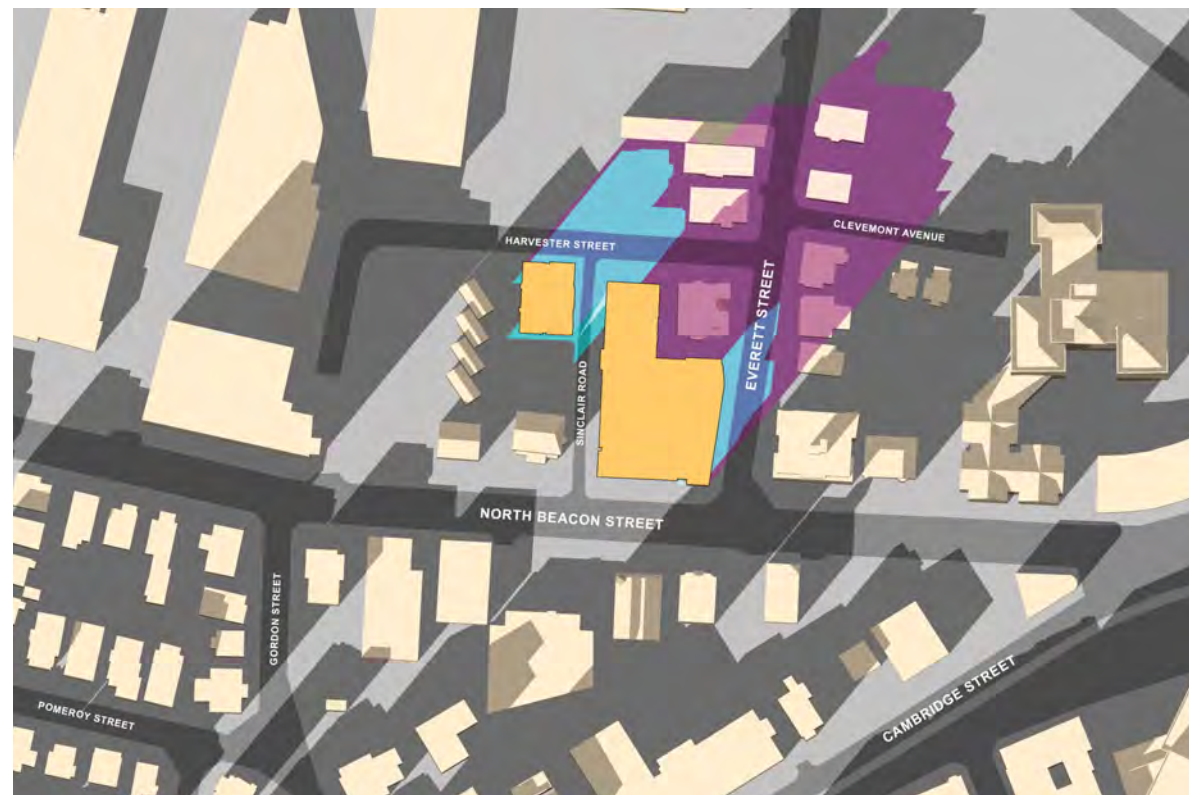 CLEVEMONT AVENUE
HARVESTER STREET
EVERETT STREET
SINCLAIR ROAD
NORTH BEACON STREET
GORDON STREET
CAMBRIDGE STREET
POMEROY STREET